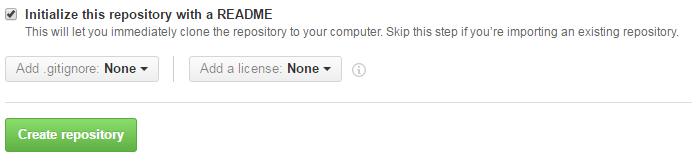 Initialize this repository with a README
This will let you immediately clone the repository to your computer. Skip this step if you’re importing an existing repository.
Add .gitignore: None Add a license: None
Create repository